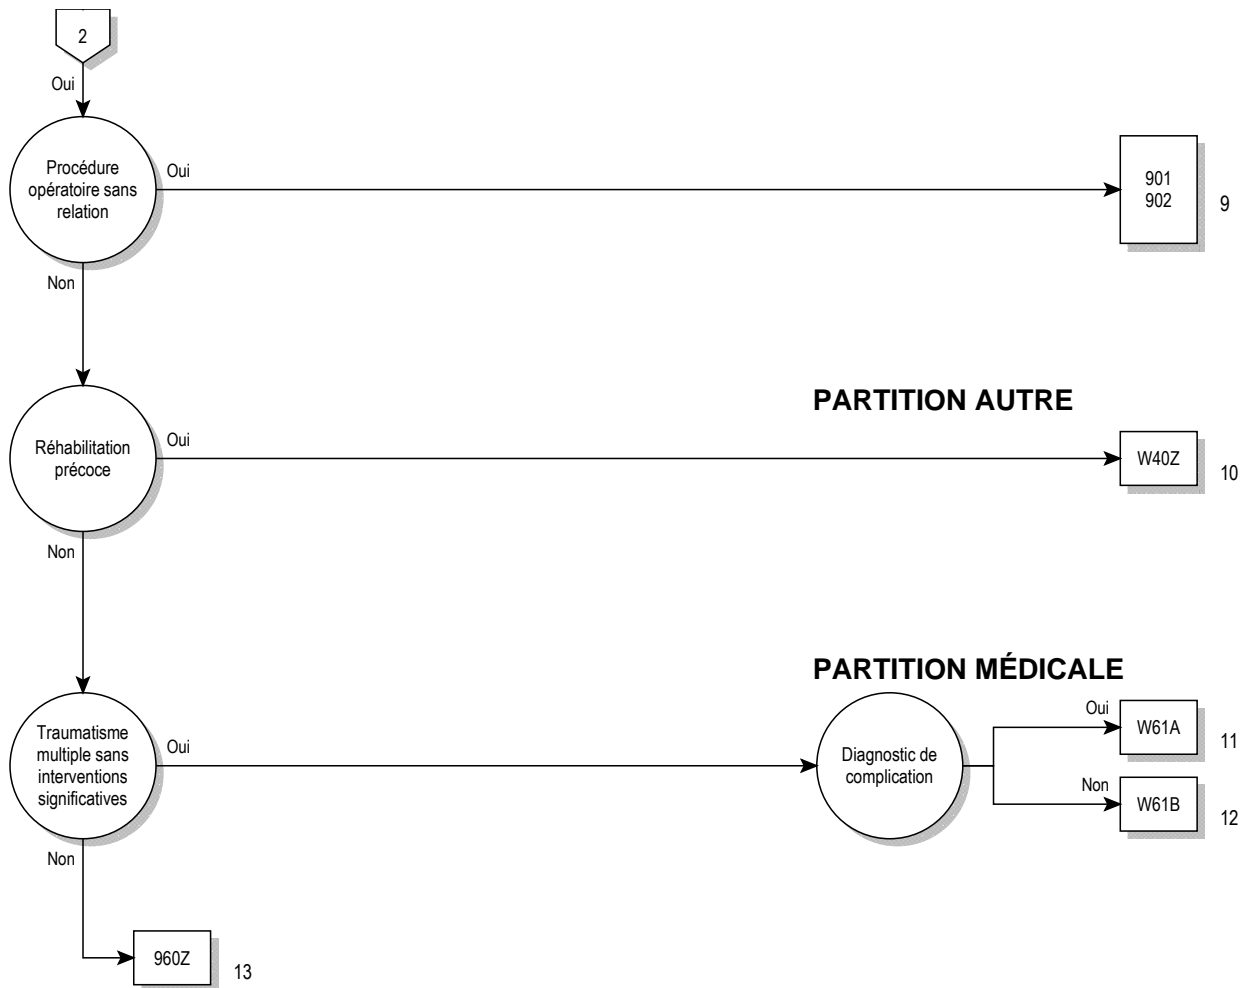 2
Oui
Procédure
opératoire sans
relation
Oui
901
902
9
Non
PARTITION AUTRE
Réhabilitation
précoce
Oui
W40Z
10
Non
PARTITION MÉDICALE
Traumatisme
multiple sans
interventions
significatives
Oui
Diagnostic de
complication
Oui
W61A
11
Non
W61B
12
Non
960Z
13